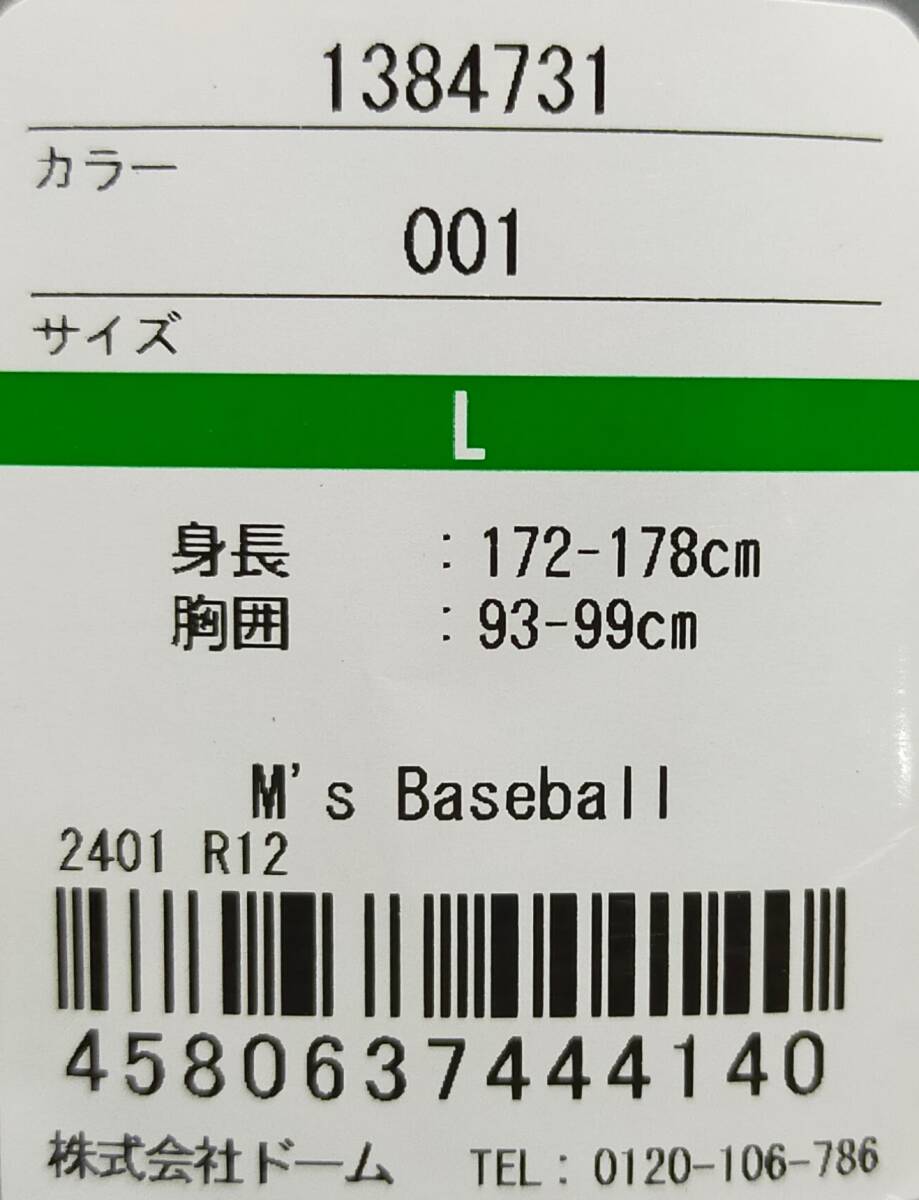 1384731
カラー
001
サイズ
L
身長 : 172-178cm
胸囲 : 93-99cm
M's Baseball
2401 R12
4580637444140
株式会社ドーム TEL: 0120-106-786